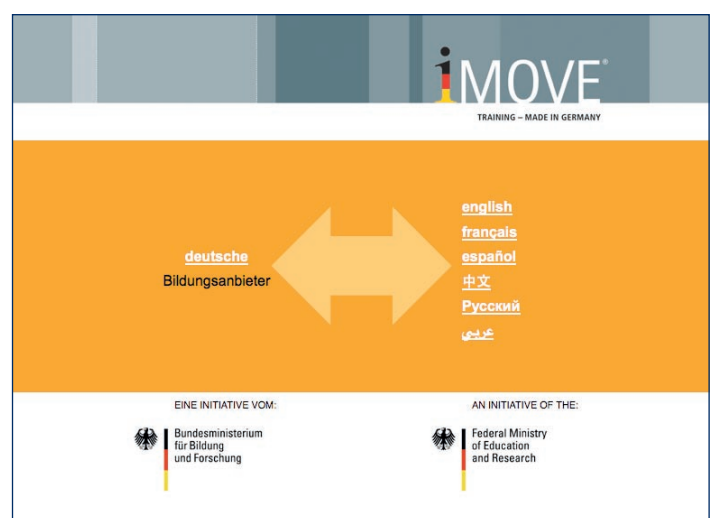 iMOVE®
TRAINING – MADE IN GERMANY
deutsche
Bildungsanbieter
english
français
español
中文
Русский
عربي
EINE INITIATIVE VOM:
Bundesministerium
für Bildung
und Forschung
AN INITIATIVE OF THE:
Federal Ministry
of Education
and Research